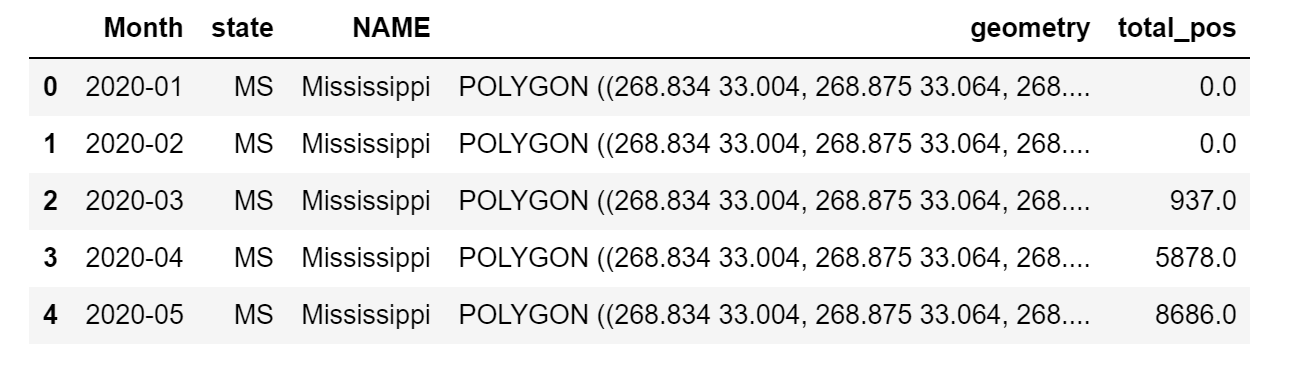 Month state NAME geometry total_pos
0 2020-01 MS Mississippi POLYGON ((268.834 33.004, 268.875 33.064, 268.... 0.0
1 2020-02 MS Mississippi POLYGON ((268.834 33.004, 268.875 33.064, 268.... 0.0
2 2020-03 MS Mississippi POLYGON ((268.834 33.004, 268.875 33.064, 268.... 937.0
3 2020-04 MS Mississippi POLYGON ((268.834 33.004, 268.875 33.064, 268.... 5878.0
4 2020-05 MS Mississippi POLYGON ((268.834 33.004, 268.875 33.064, 268.... 8686.0